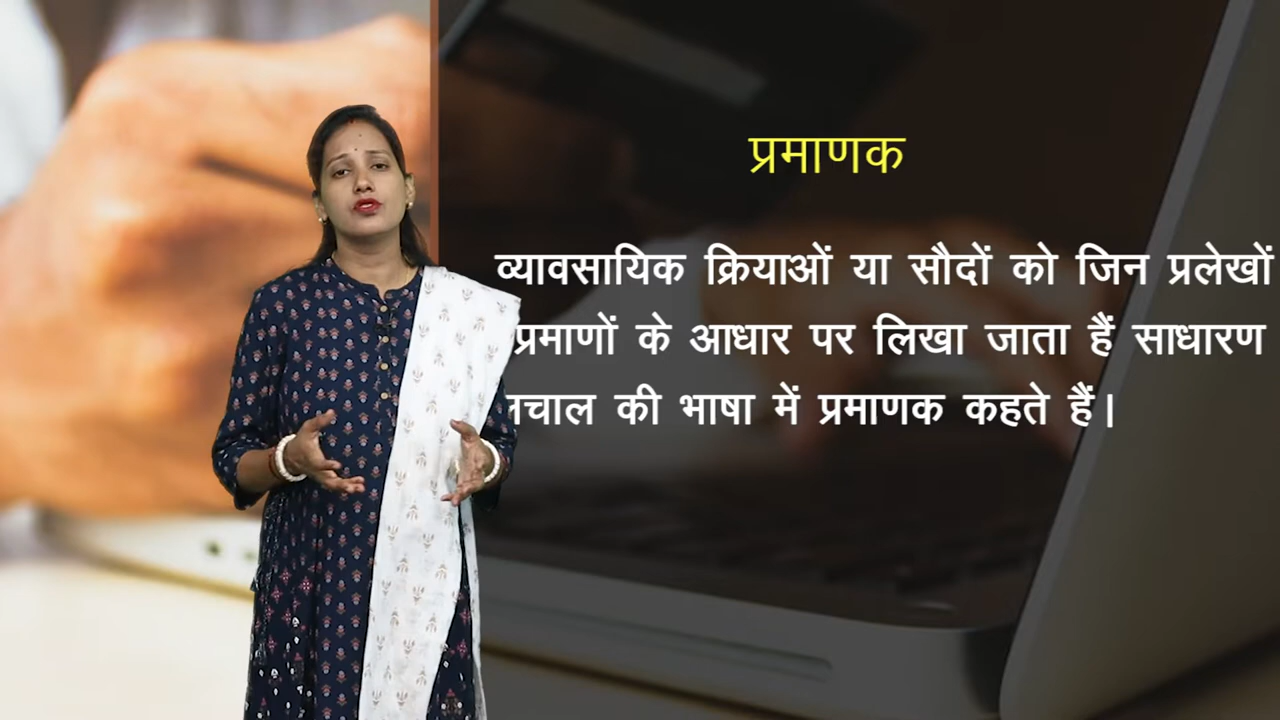 प्रमाणक
व्यावसायिक क्रियाओं या सौदों को जिन प्रलेखों
प्रमाणों के आधार पर लिखा जाता हैं साधारण
की भाषा में प्रमाणक कहते हैं।